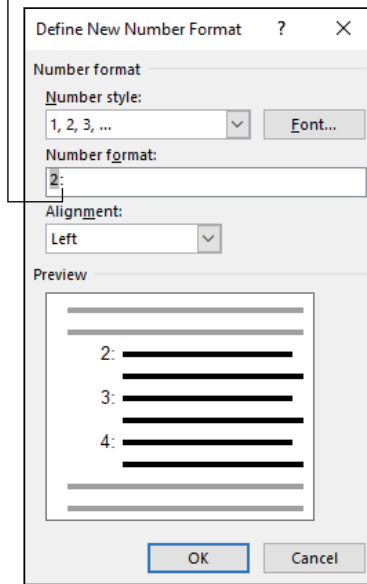 Define New Number Format ? ×
Number format
Number style:
1, 2, 3, ...
Font...
Number format:
2:
Alignment:
Left
Preview
2:
3:
4:
OK Cancel